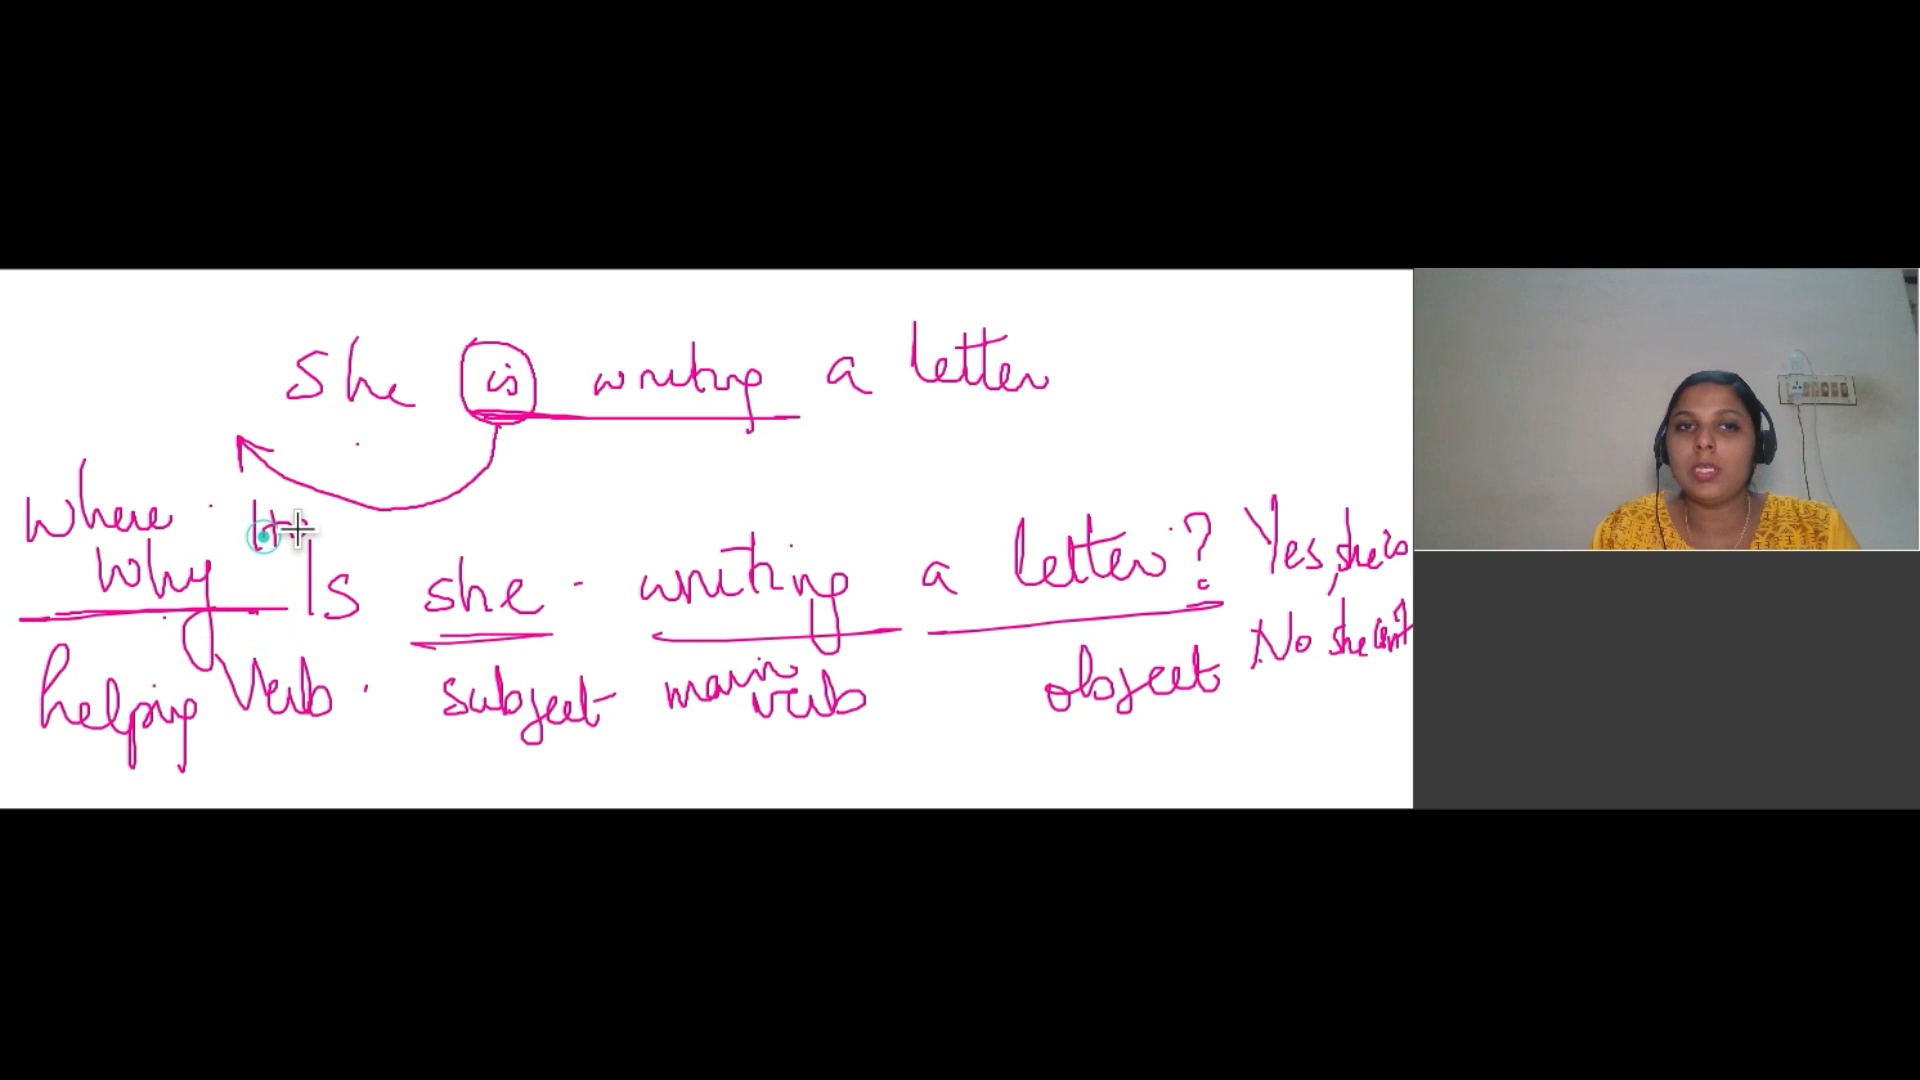 She is writing a letter
Where
Why Is she writing a letter? Yes, she is
No she isn't
helping Verb. subject main verb object